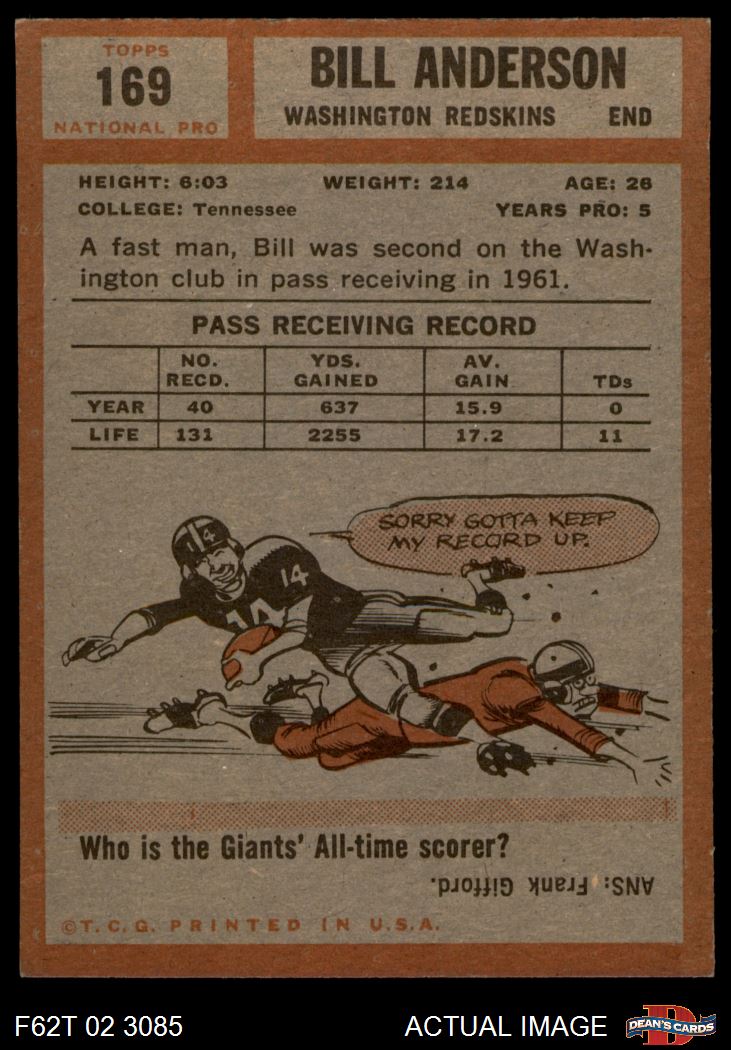 TOPPS
169
NATIONAL PRO
BILL ANDERSON
WASHINGTON REDSKINS END
HEIGHT: 6:03 WEIGHT: 214 AGE: 26
COLLEGE: Tennessee YEARS PRO: 5
A fast man, Bill was second on the Wash-
ington club in pass receiving in 1961.
PASS RECEIVING RECORD
NO. YDS. AV.
RECD. GAINED GAIN TDs
YEAR 40 637 15.9 0
LIFE 131 2255 17.2 11
SORRY GOTTA KEEP
MY RECORD UP.
14
14
14
Who is the Giants' All-time scorer?
ANS: Frank Gifford.
©T.C.G. PRINTED IN U.S.A.
F62T 02 3085 ACTUAL IMAGE
D
DEAN'S CARDS